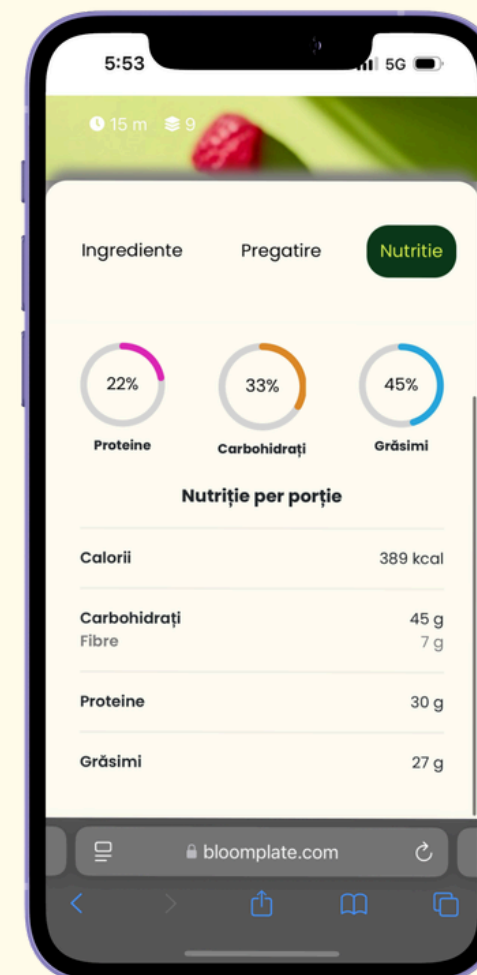 5:53
5G
15 m 9
Ingrediente Pregatire Nutritie
22% 33% 45%
Proteine Carbohidrați Grăsimi
Nutriție per porție
Calorii 389 kcal
Carbohidrați 45 g
Fibre 7 g
Proteine 30 g
Grăsimi 27 g
bloomplate.com